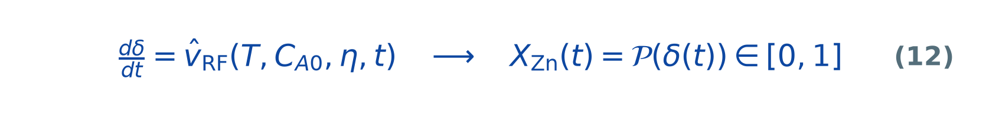 dδ/dt = v̂_RF(T, C_A0, η, t) ⟶ X_Zn(t) = 𝒫(δ(t)) ∈ [0, 1] (12)